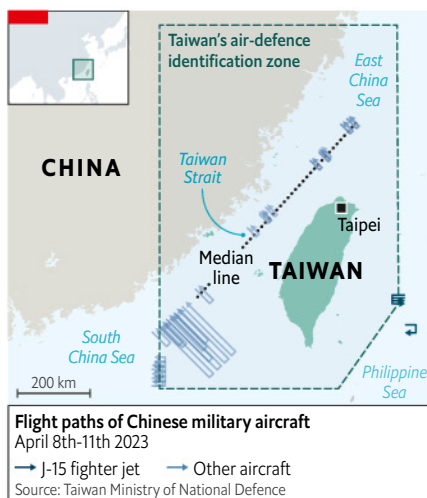 Taiwan's air-defence
identification zone
East
China
Sea
CHINA
Taiwan
Strait
Taipei
Median
line
TAIWAN
South
China Sea
200 km
Philippine
Sea
Flight paths of Chinese military aircraft
April 8th-11th 2023
J-15 fighter jet
Other aircraft
Source: Taiwan Ministry of National Defence